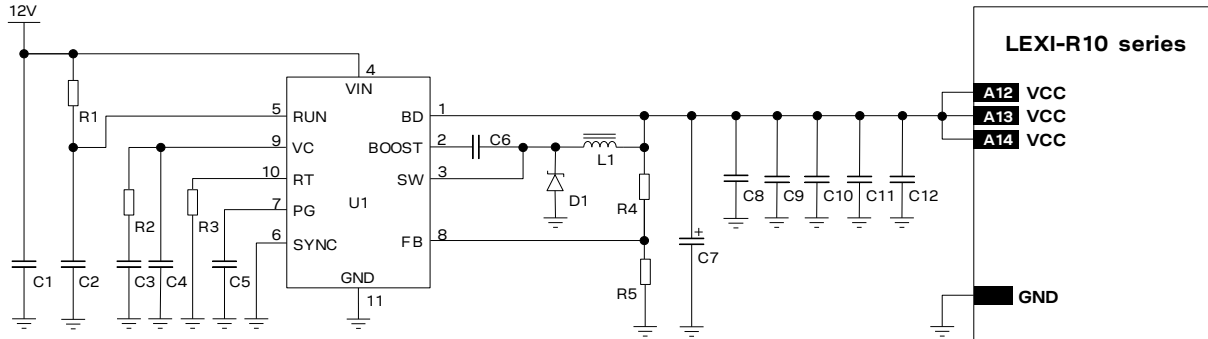 12V
LEXI-R10 series
4
VIN
R1
5 RUN
BD 1
A12 VCC
A13 VCC
A14 VCC
9 VC
BOOST 2
C6
L1
10 RT
SW 3
U1
D1
7 PG
R2
R3
R4
C8
C9
C10
C11
C12
6 SYNC
FB 8
C7
+
C1
C2
C3
C4
C5
GND
11
R5
GND